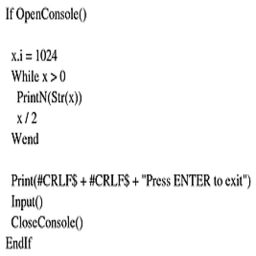 If OpenConsole()
x.i = 1024
While x > 0
PrintN(Str(x))
x / 2
Wend
Print(#CRLF$ + #CRLF$ + "Press ENTER to exit")
Input()
CloseConsole()
EndIf